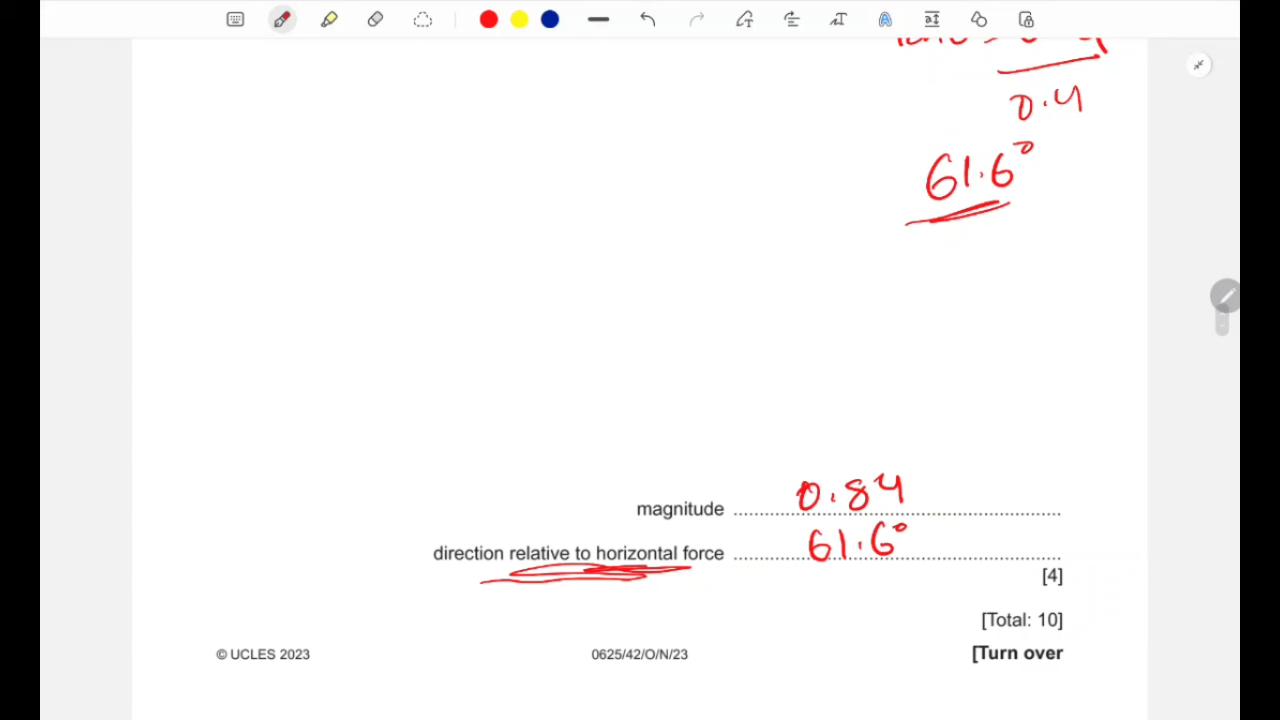 0.4
61.6°
magnitude ........ 0.84
direction relative to horizontal force ........ 61.6°
[4]
[Total: 10]
© UCLES 2023 0625/42/O/N/23 [Turn over